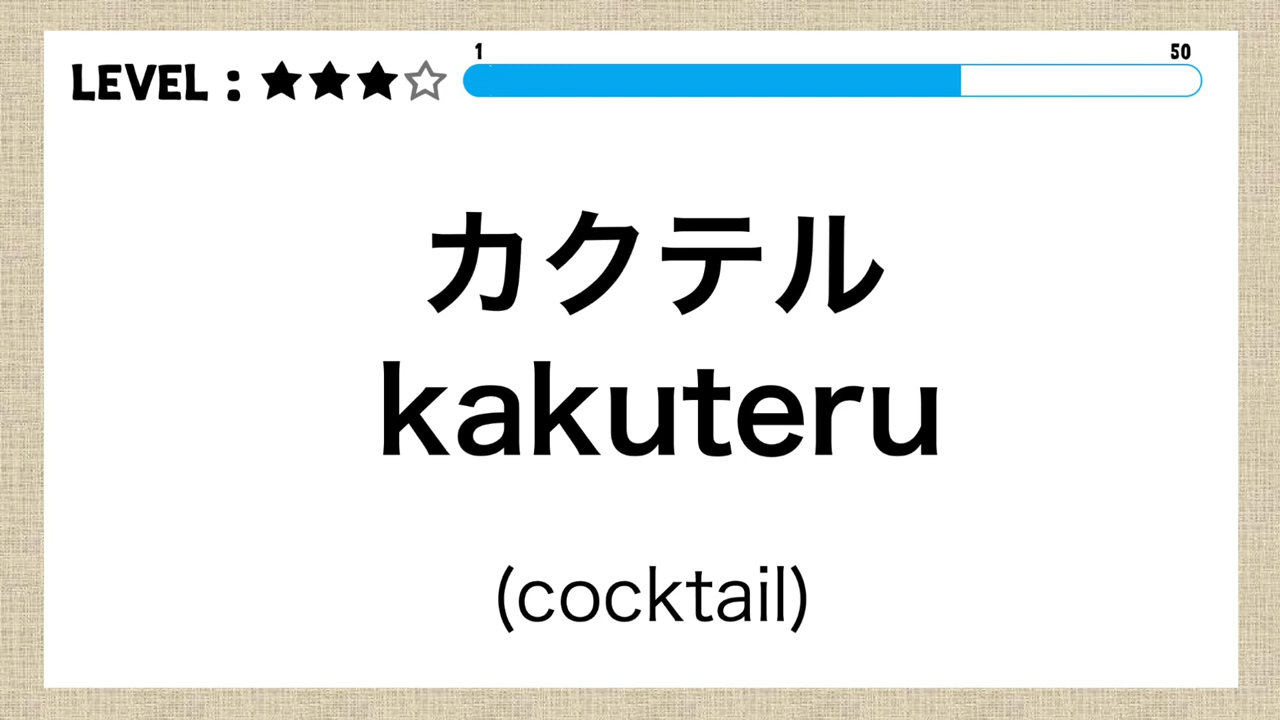 1 50
LEVEL : ★★★☆
カクテル
kakuteru
(cocktail)